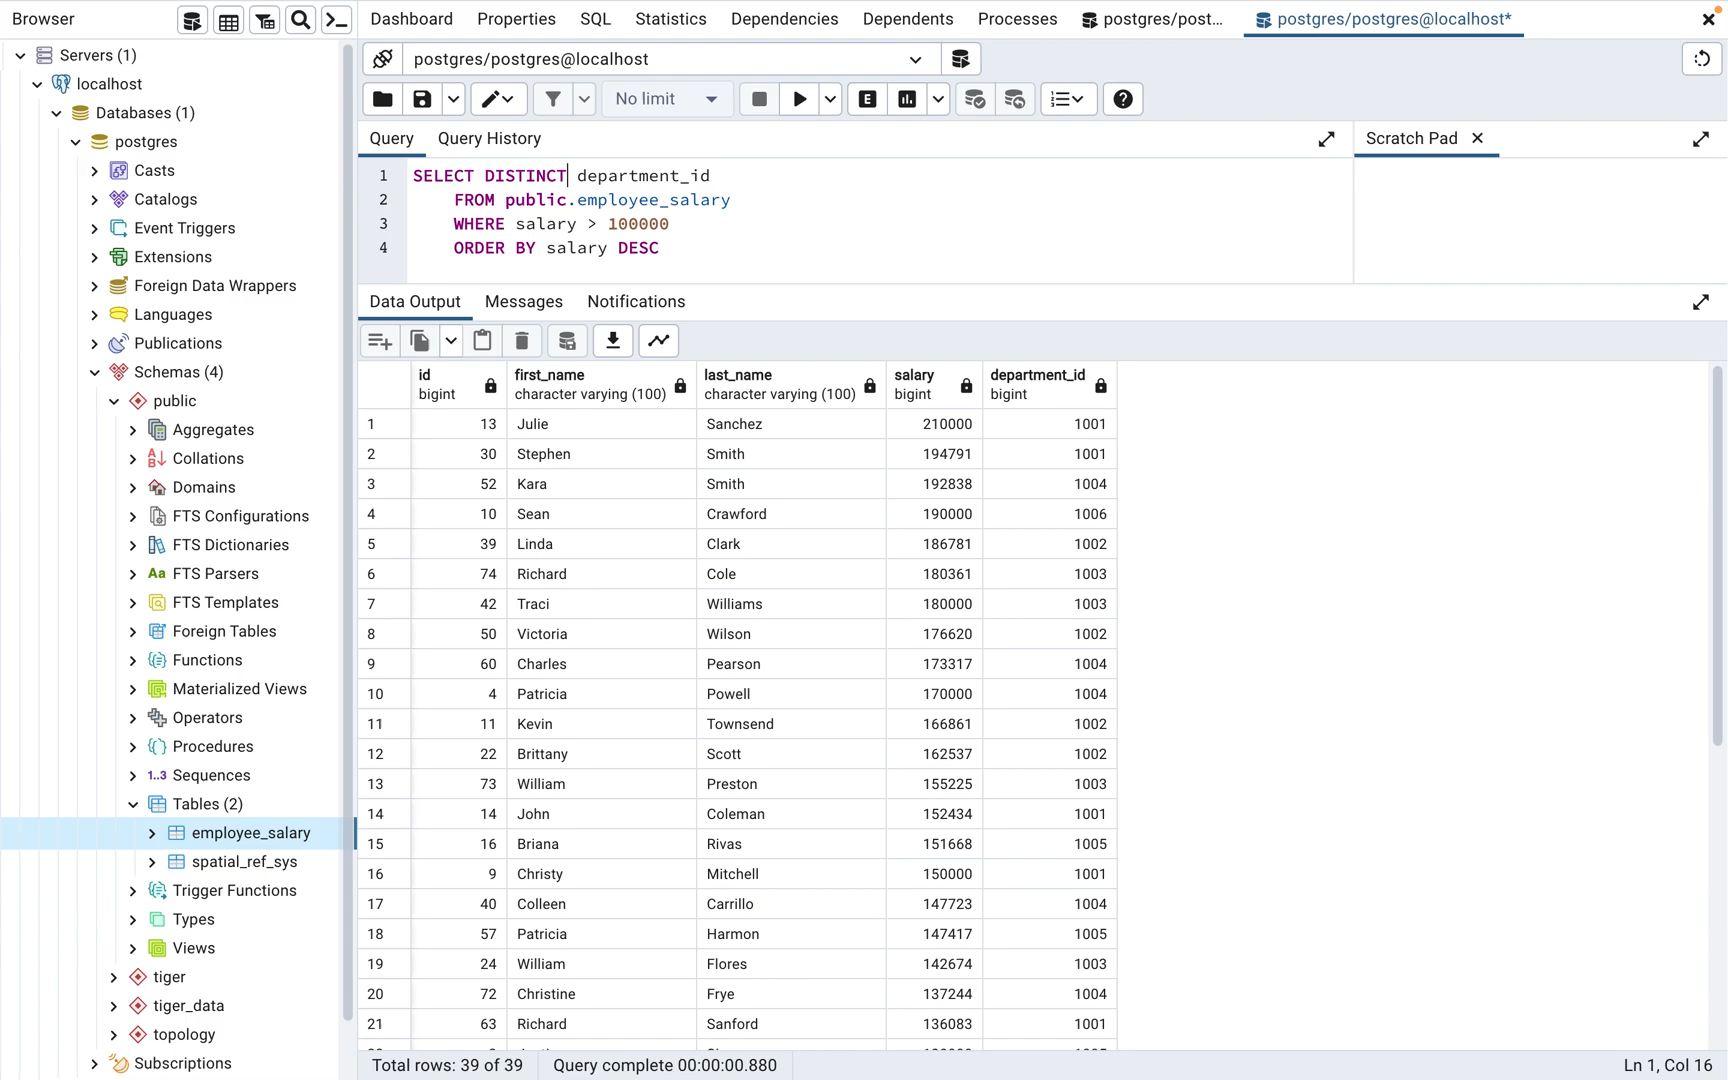 Browser
Dashboard
Properties
SQL
Statistics
Dependencies
Dependents
Processes
postgres/post...
postgres/postgres@localhost*
Servers (1)
localhost
Databases (1)
postgres
Casts
Catalogs
Event Triggers
Extensions
Foreign Data Wrappers
Languages
Publications
Schemas (4)
public
Aggregates
Collations
Domains
FTS Configurations
FTS Dictionaries
Aa FTS Parsers
FTS Templates
Foreign Tables
Functions
Materialized Views
Operators
Procedures
1..3 Sequences
Tables (2)
employee_salary
spatial_ref_sys
Trigger Functions
Types
Views
tiger
tiger_data
topology
Subscriptions
postgres/postgres@localhost
No limit
E
Query
Query History
Scratch Pad
1 SELECT DISTINCT department_id
2 FROM public.employee_salary
3 WHERE salary > 100000
4 ORDER BY salary DESC
Data Output
Messages
Notifications
id first_name last_name salary department_id
bigint character varying (100) character varying (100) bigint bigint
1 13 Julie Sanchez 210000 1001
2 30 Stephen Smith 194791 1001
3 52 Kara Smith 192838 1004
4 10 Sean Crawford 190000 1006
5 39 Linda Clark 186781 1002
6 74 Richard Cole 180361 1003
7 42 Traci Williams 180000 1003
8 50 Victoria Wilson 176620 1002
9 60 Charles Pearson 173317 1004
10 4 Patricia Powell 170000 1004
11 11 Kevin Townsend 166861 1002
12 22 Brittany Scott 162537 1002
13 73 William Preston 155225 1003
14 14 John Coleman 152434 1001
15 16 Briana Rivas 151668 1005
16 9 Christy Mitchell 150000 1001
17 40 Colleen Carrillo 147723 1004
18 57 Patricia Harmon 147417 1005
19 24 William Flores 142674 1003
20 72 Christine Frye 137244 1004
21 63 Richard Sanford 136083 1001
Total rows: 39 of 39
Query complete 00:00:00.880
Ln 1, Col 16